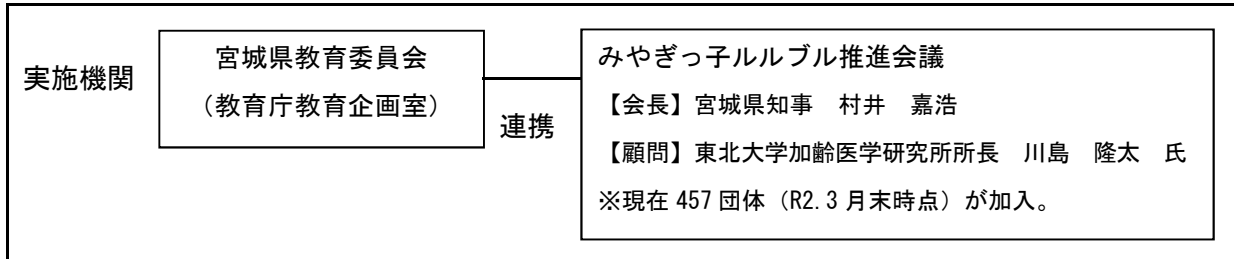 実施機関
宮城県教育委員会
(教育庁教育企画室)
連携
みやぎっ子ルルブル推進会議
【会長】宮城県知事　村井　嘉浩
【顧問】東北大学加齢医学研究所所長　川島　隆太　氏
※現在 457 団体（R2.3 月末時点）が加入。